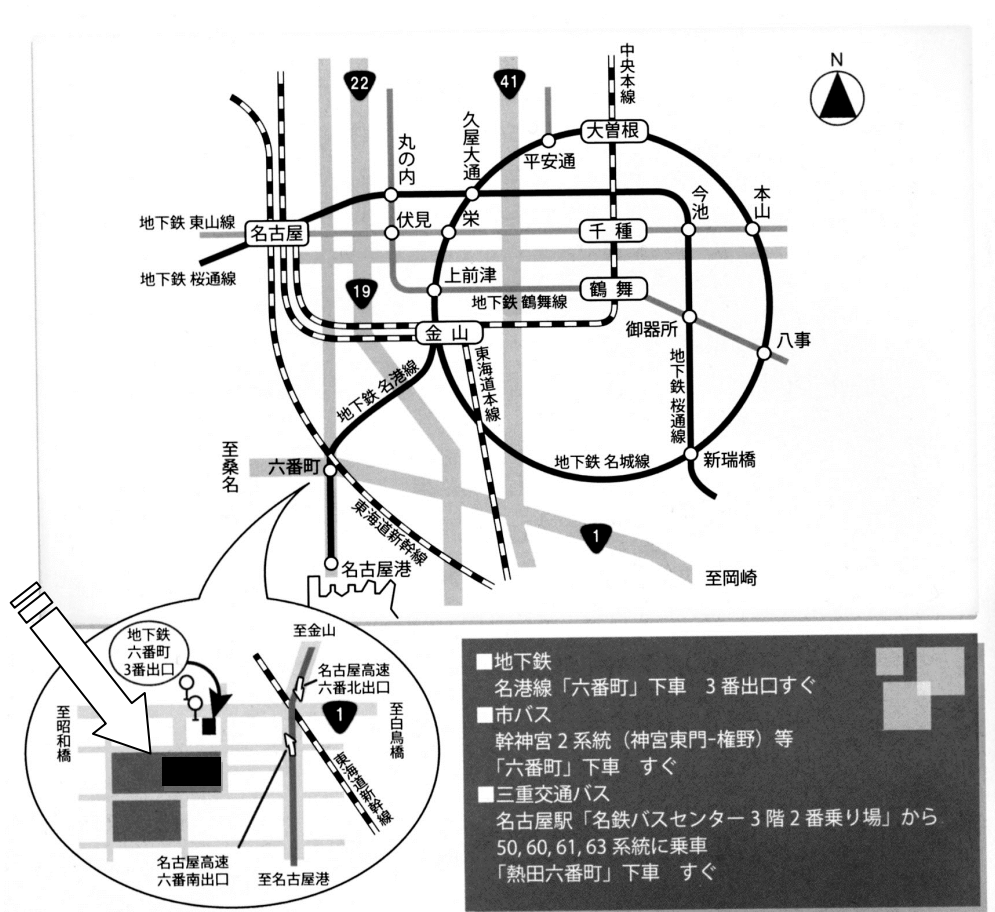 N
22
41
中央本線
大曽根
久屋大通
平安通
丸の内
今池
本山
地下鉄 東山線
名古屋
伏見
栄
千種
地下鉄 桜通線
上前津
19
地下鉄 鶴舞線
鶴舞
金山
御器所
八事
東海道本線
地下鉄 名港線
地下鉄 桜通線
至桑名
六番町
地下鉄 名城線
新瑞橋
東海道新幹線
1
名古屋港
至岡崎
地下鉄
六番町
3番出口
至金山
名古屋高速
六番北出口
至昭和橋
1
至白鳥橋
東海道新幹線
名古屋高速
六番南出口
至名古屋港
■地下鉄
名港線「六番町」下車　3番出口すぐ
■市バス
幹神宮2系統（神宮東門-権野）等
「六番町」下車　すぐ
■三重交通バス
名古屋駅「名鉄バスセンター3階2番乗り場」から
50, 60, 61, 63系統に乗車
「熱田六番町」下車　すぐ